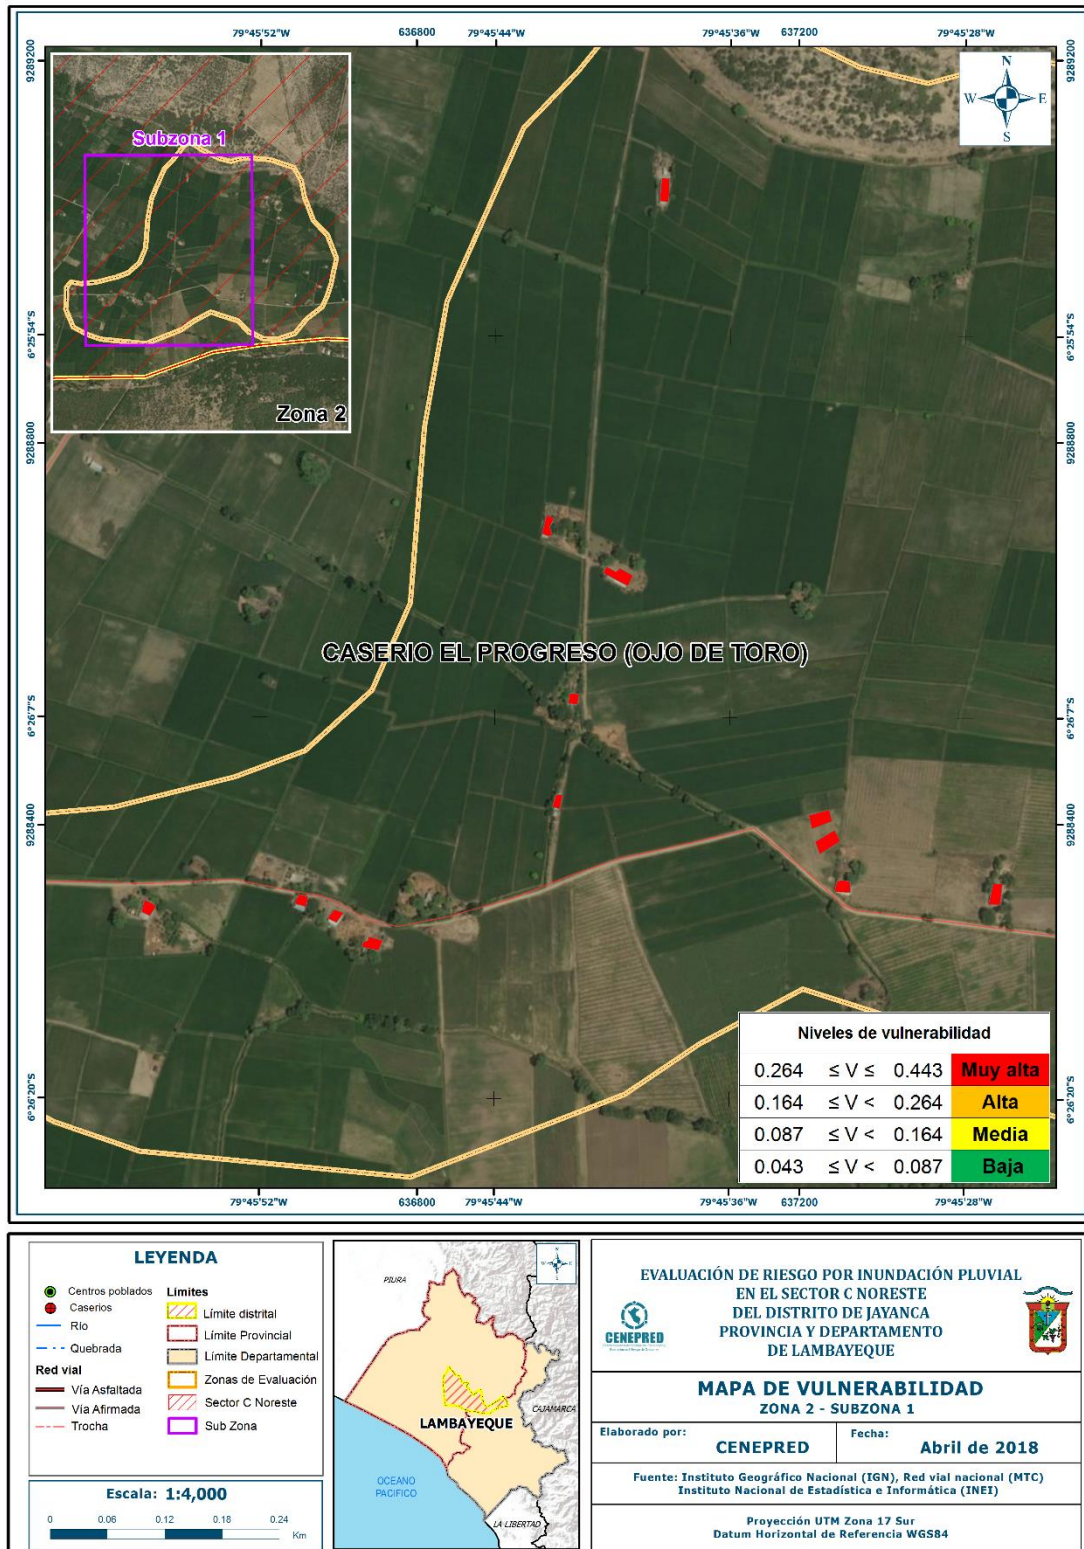 79°45'52"W
636800
79°45'44"W
79°45'36"W
637200
79°45'28"W
9289200
9289200
Subzona 1
Zona 2
N
W
E
S
6°25'54"S
6°25'54"S
9288800
9288800
CASERIO EL PROGRESO (OJO DE TORO)
6°26'7"S
6°26'7"S
9288400
9288400
Niveles de vulnerabilidad
0.264 ≤ V ≤ 0.443 Muy alta
0.164 ≤ V < 0.264 Alta
0.087 ≤ V < 0.164 Media
0.043 ≤ V < 0.087 Baja
6°26'20"S
6°26'20"S
79°45'52"W
636800
79°45'44"W
79°45'36"W
637200
79°45'28"W
LEYENDA
Centros poblados
Caserios
Río
Quebrada
Red vial
Vía Asfaltada
Vía Afirmada
Trocha
Límites
Límite distrital
Límite Provincial
Límite Departamental
Zonas de Evaluación
Sector C Noreste
Sub Zona
Escala: 1:4,000
0 0.06 0.12 0.18 0.24
Km
PIURA
LAMBAYEQUE
CAJAMARCA
OCEANO
PACIFICO
LA LIBERTAD
EVALUACIÓN DE RIESGO POR INUNDACIÓN PLUVIAL
EN EL SECTOR C NORESTE
DEL DISTRITO DE JAYANCA
PROVINCIA Y DEPARTAMENTO
DE LAMBAYEQUE
CENEPRED
MAPA DE VULNERABILIDAD
ZONA 2 - SUBZONA 1
Elaborado por:
CENEPRED
Fecha:
Abril de 2018
Fuente: Instituto Geográfico Nacional (IGN), Red vial nacional (MTC)
Instituto Nacional de Estadística e Informática (INEI)
Proyección UTM Zona 17 Sur
Datum Horizontal de Referencia WGS84